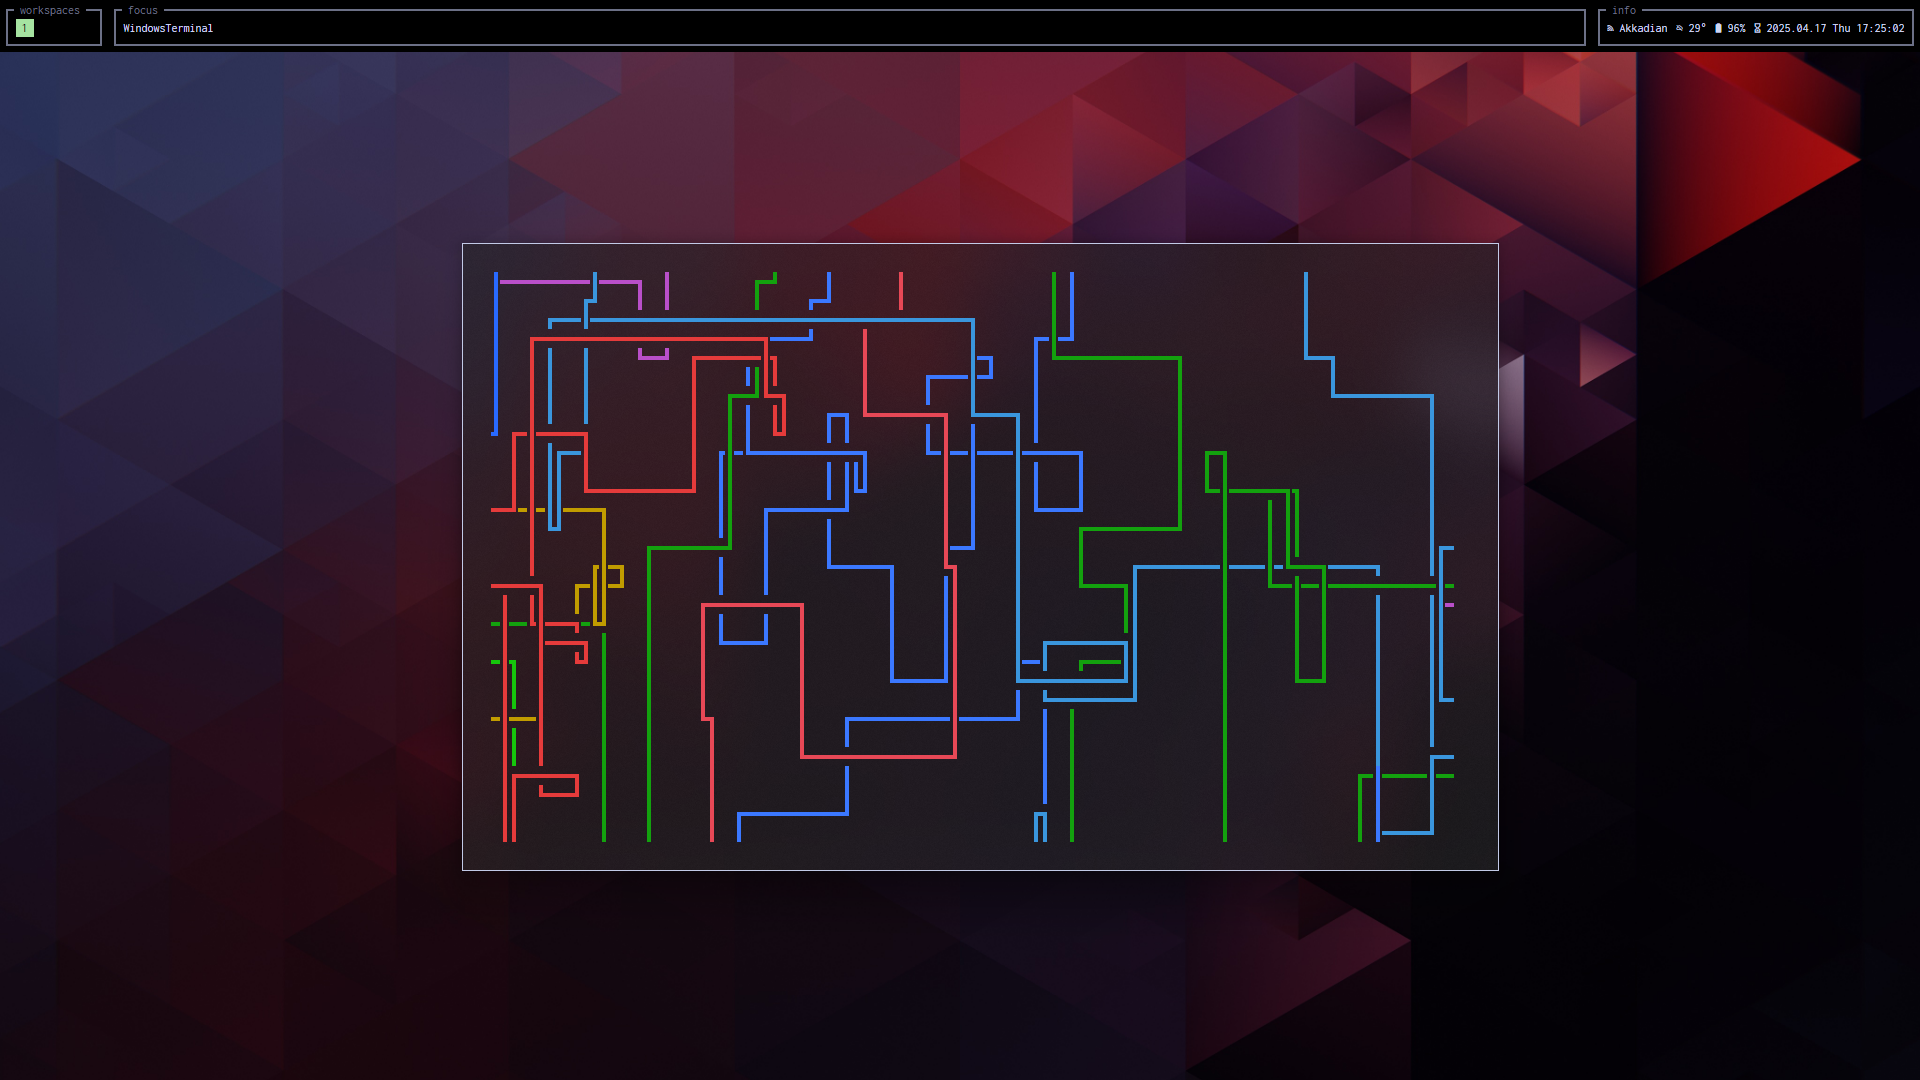 workspaces
focus
info
1
WindowsTerminal
Akkadian 29° 96% 2025.04.17 Thu 17:25:02